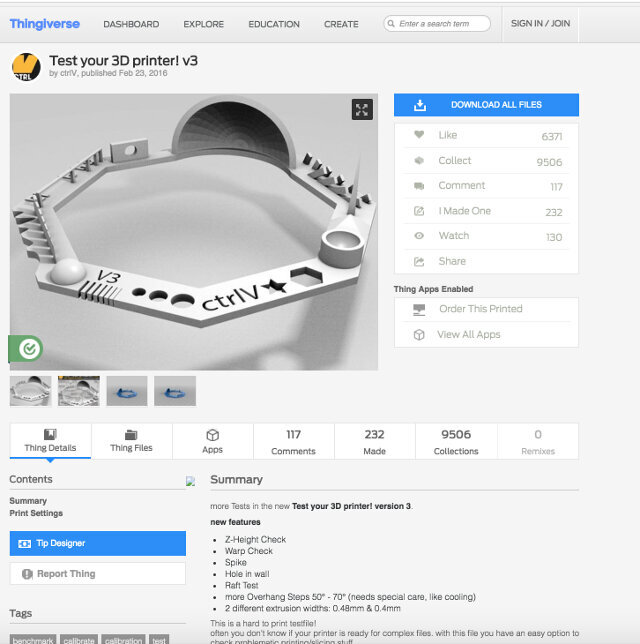 Thingiverse DASHBOARD EXPLORE EDUCATION CREATE Enter a search term SIGN IN / JOIN
CTRL
Test your 3D printer! v3
by ctrlV, published Feb 23, 2016
V3
ctrlV
DOWNLOAD ALL FILES
Like 6371
Collect 9506
Comment 117
I Made One 232
Watch 130
Share
Thing Apps Enabled
Order This Printed
View All Apps
Thing Details
Thing Files
Apps
117 Comments
232 Made
9506 Collections
0 Remixes
Contents
Summary
Print Settings
Tip Designer
Report Thing
Tags
benchmark calibrate calibration test
Summary
more Tests in the new Test your 3D printer! version 3.
new features
• Z-Height Check
• Warp Check
• Spike
• Hole in wall
• Raft Test
• more Overhang Steps 50° - 70° (needs special care, like cooling)
• 2 different extrusion widths: 0.48mm & 0.4mm
This is a hard to print testfile!
often you don't know if your printer is ready for complex files. with this file you have an easy option to
check problematic printing/slicing stuff